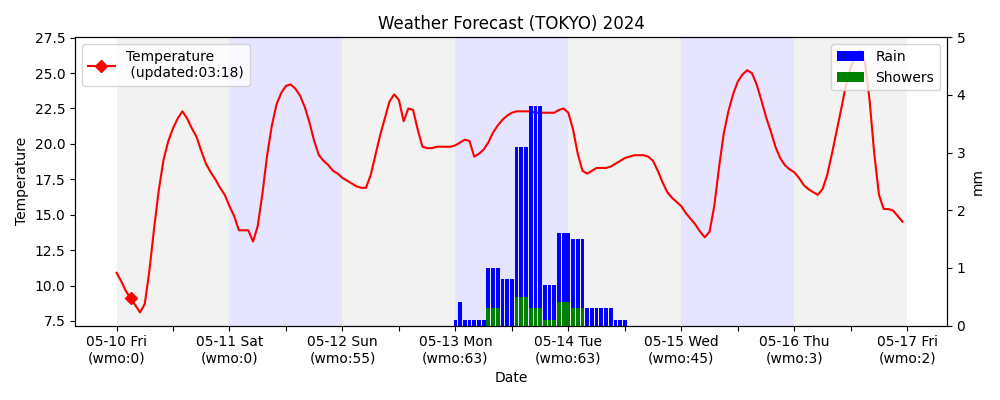 Weather Forecast (TOKYO) 2024
Temperature
(updated:03:18)
Rain
Showers
27.5
25.0
22.5
20.0
17.5
15.0
12.5
10.0
7.5
Temperature
5
4
3
2
1
0
mm
05-10 Fri
(wmo:0)
05-11 Sat
(wmo:0)
05-12 Sun
(wmo:55)
05-13 Mon
(wmo:63)
05-14 Tue
(wmo:63)
05-15 Wed
(wmo:45)
05-16 Thu
(wmo:3)
05-17 Fri
(wmo:2)
Date